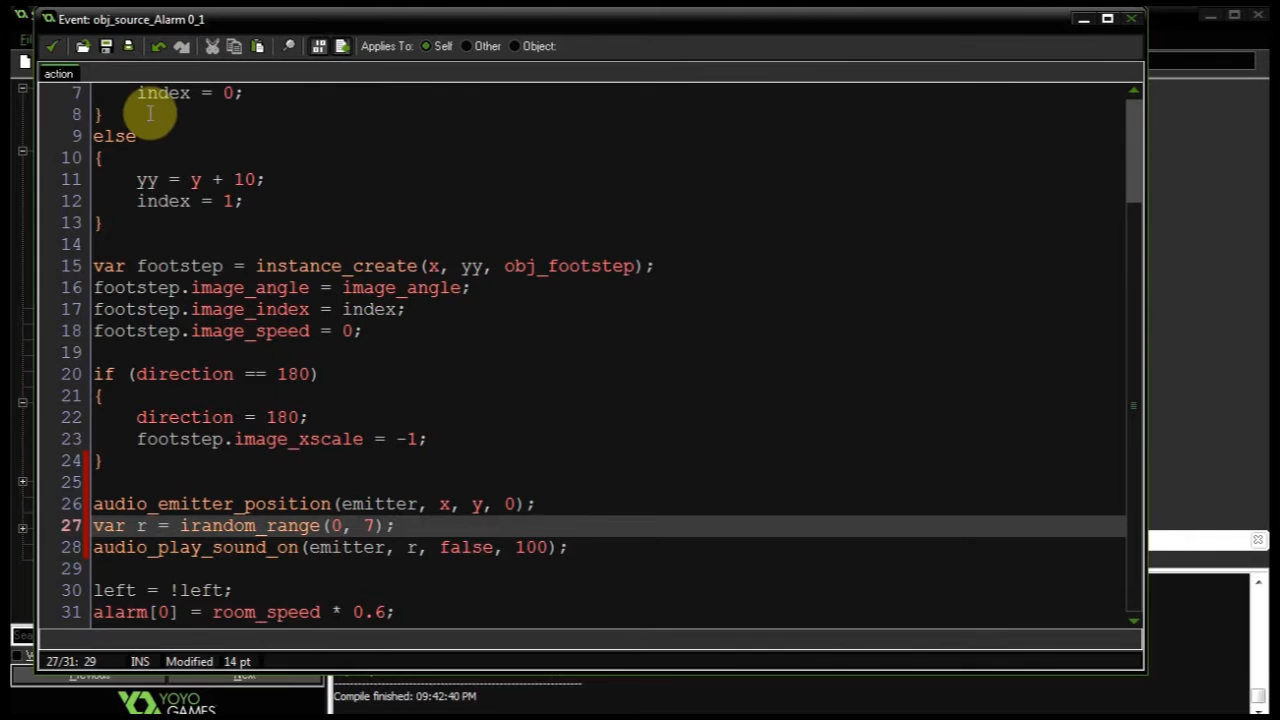 Event: obj_source_Alarm 0_1
Applies To: Self Other Object:
action
7 index = 0;
8 }
9 else
10 {
11 yy = y + 10;
12 index = 1;
13 }
14
15 var footstep = instance_create(x, yy, obj_footstep);
16 footstep.image_angle = image_angle;
17 footstep.image_index = index;
18 footstep.image_speed = 0;
19
20 if (direction == 180)
21 {
22 direction = 180;
23 footstep.image_xscale = -1;
24 }
25
26 audio_emitter_position(emitter, x, y, 0);
27 var r = irandom_range(0, 7);
28 audio_play_sound_on(emitter, r, false, 100);
29
30 left = !left;
31 alarm[0] = room_speed * 0.6;
27/31: 29 INS Modified 14 pt
Compile finished: 09:42:40 PM
YOYO
GAMES